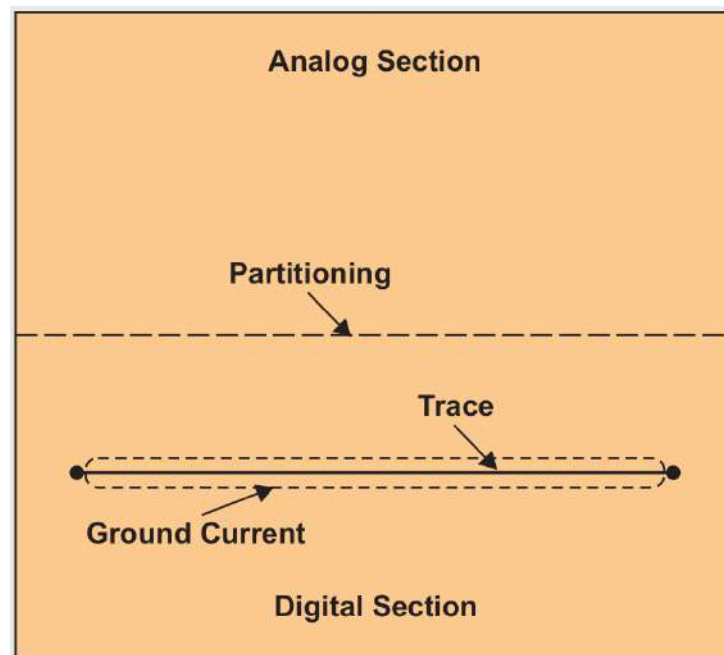 Analog Section
Partitioning
Trace
Ground Current
Digital Section